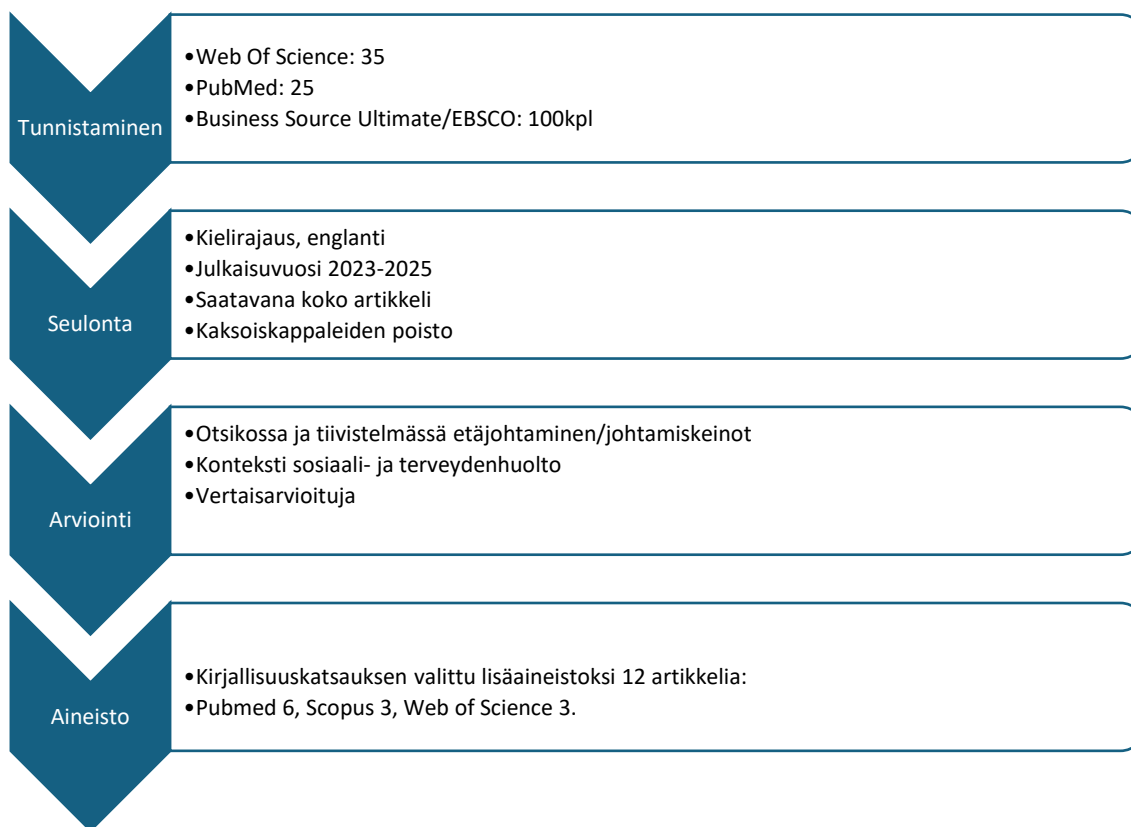 Tunnistaminen
•Web Of Science: 35
•PubMed: 25
•Business Source Ultimate/EBSCO: 100kpl
Seulonta
•Kielirajaus, englanti
•Julkaisuvuosi 2023-2025
•Saatavana koko artikkeli
•Kaksoiskappaleiden poisto
Arviointi
•Otsikossa ja tiivistelmässä etäjohtaminen/johtamiskeinot
•Konteksti sosiaali- ja terveydenhuolto
•Vertaisarvioituja
Aineisto
•Kirjallisuuskatsauksen valittu lisäaineistoksi 12 artikkelia:
•Pubmed 6, Scopus 3, Web of Science 3.